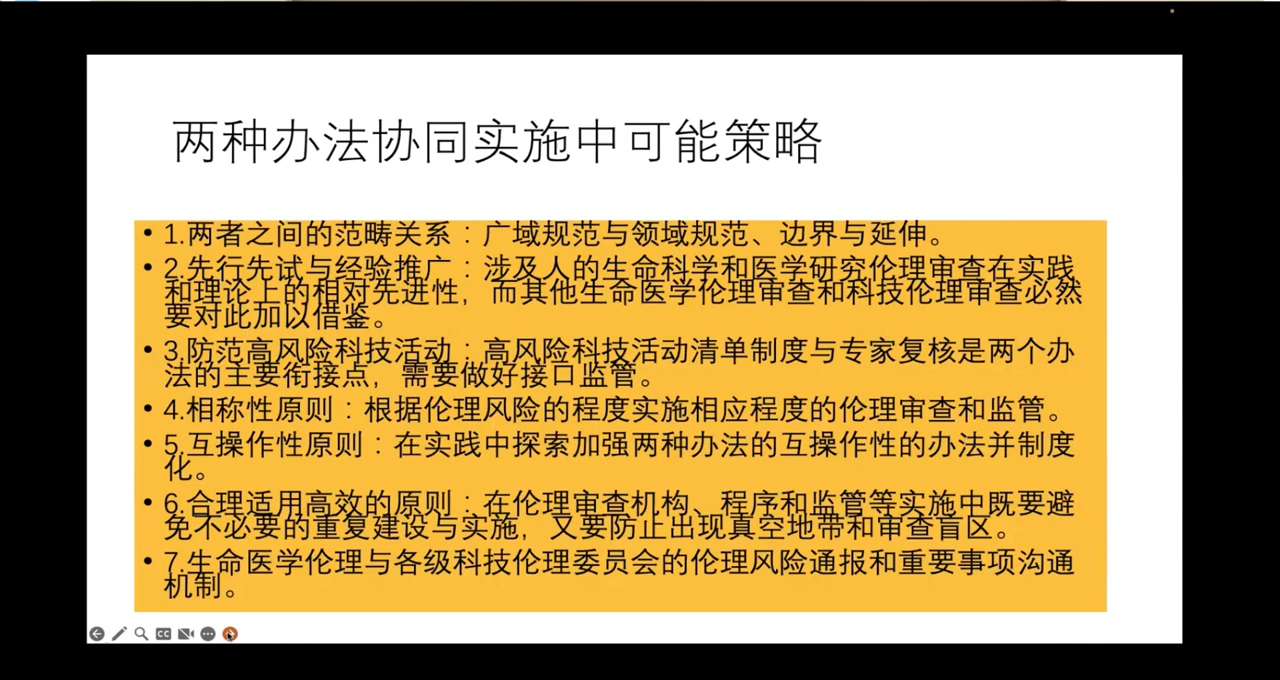 两种办法协同实施中可能策略
• 1.两者之间的范畴关系：广域规范与领域规范、边界与延伸。
• 2.先行先试与经验推广：涉及人的生命科学和医学研究伦理审查在实践
和理论上的相对先进性，而其他生命医学伦理审查和科技伦理审查必然
要对此加以借鉴。
• 3.防范高风险科技活动：高风险科技活动清单制度与专家复核是两个办
法的主要衔接点，需要做好接口监管。
• 4.相称性原则：根据伦理风险的程度实施相应程度的伦理审查和监管。
• 5.互操作性原则：在实践中探索加强两种办法的互操作性的办法并制度
化。
• 6.合理适用高效的原则：在伦理审查机构、程序和监管等实施中既要避
免不必要的重复建设与实施，又要防止出现真空地带和审查盲区。
• 7.生命医学伦理与各级科技伦理委员会的伦理风险通报和重要事项沟通
机制。
CC